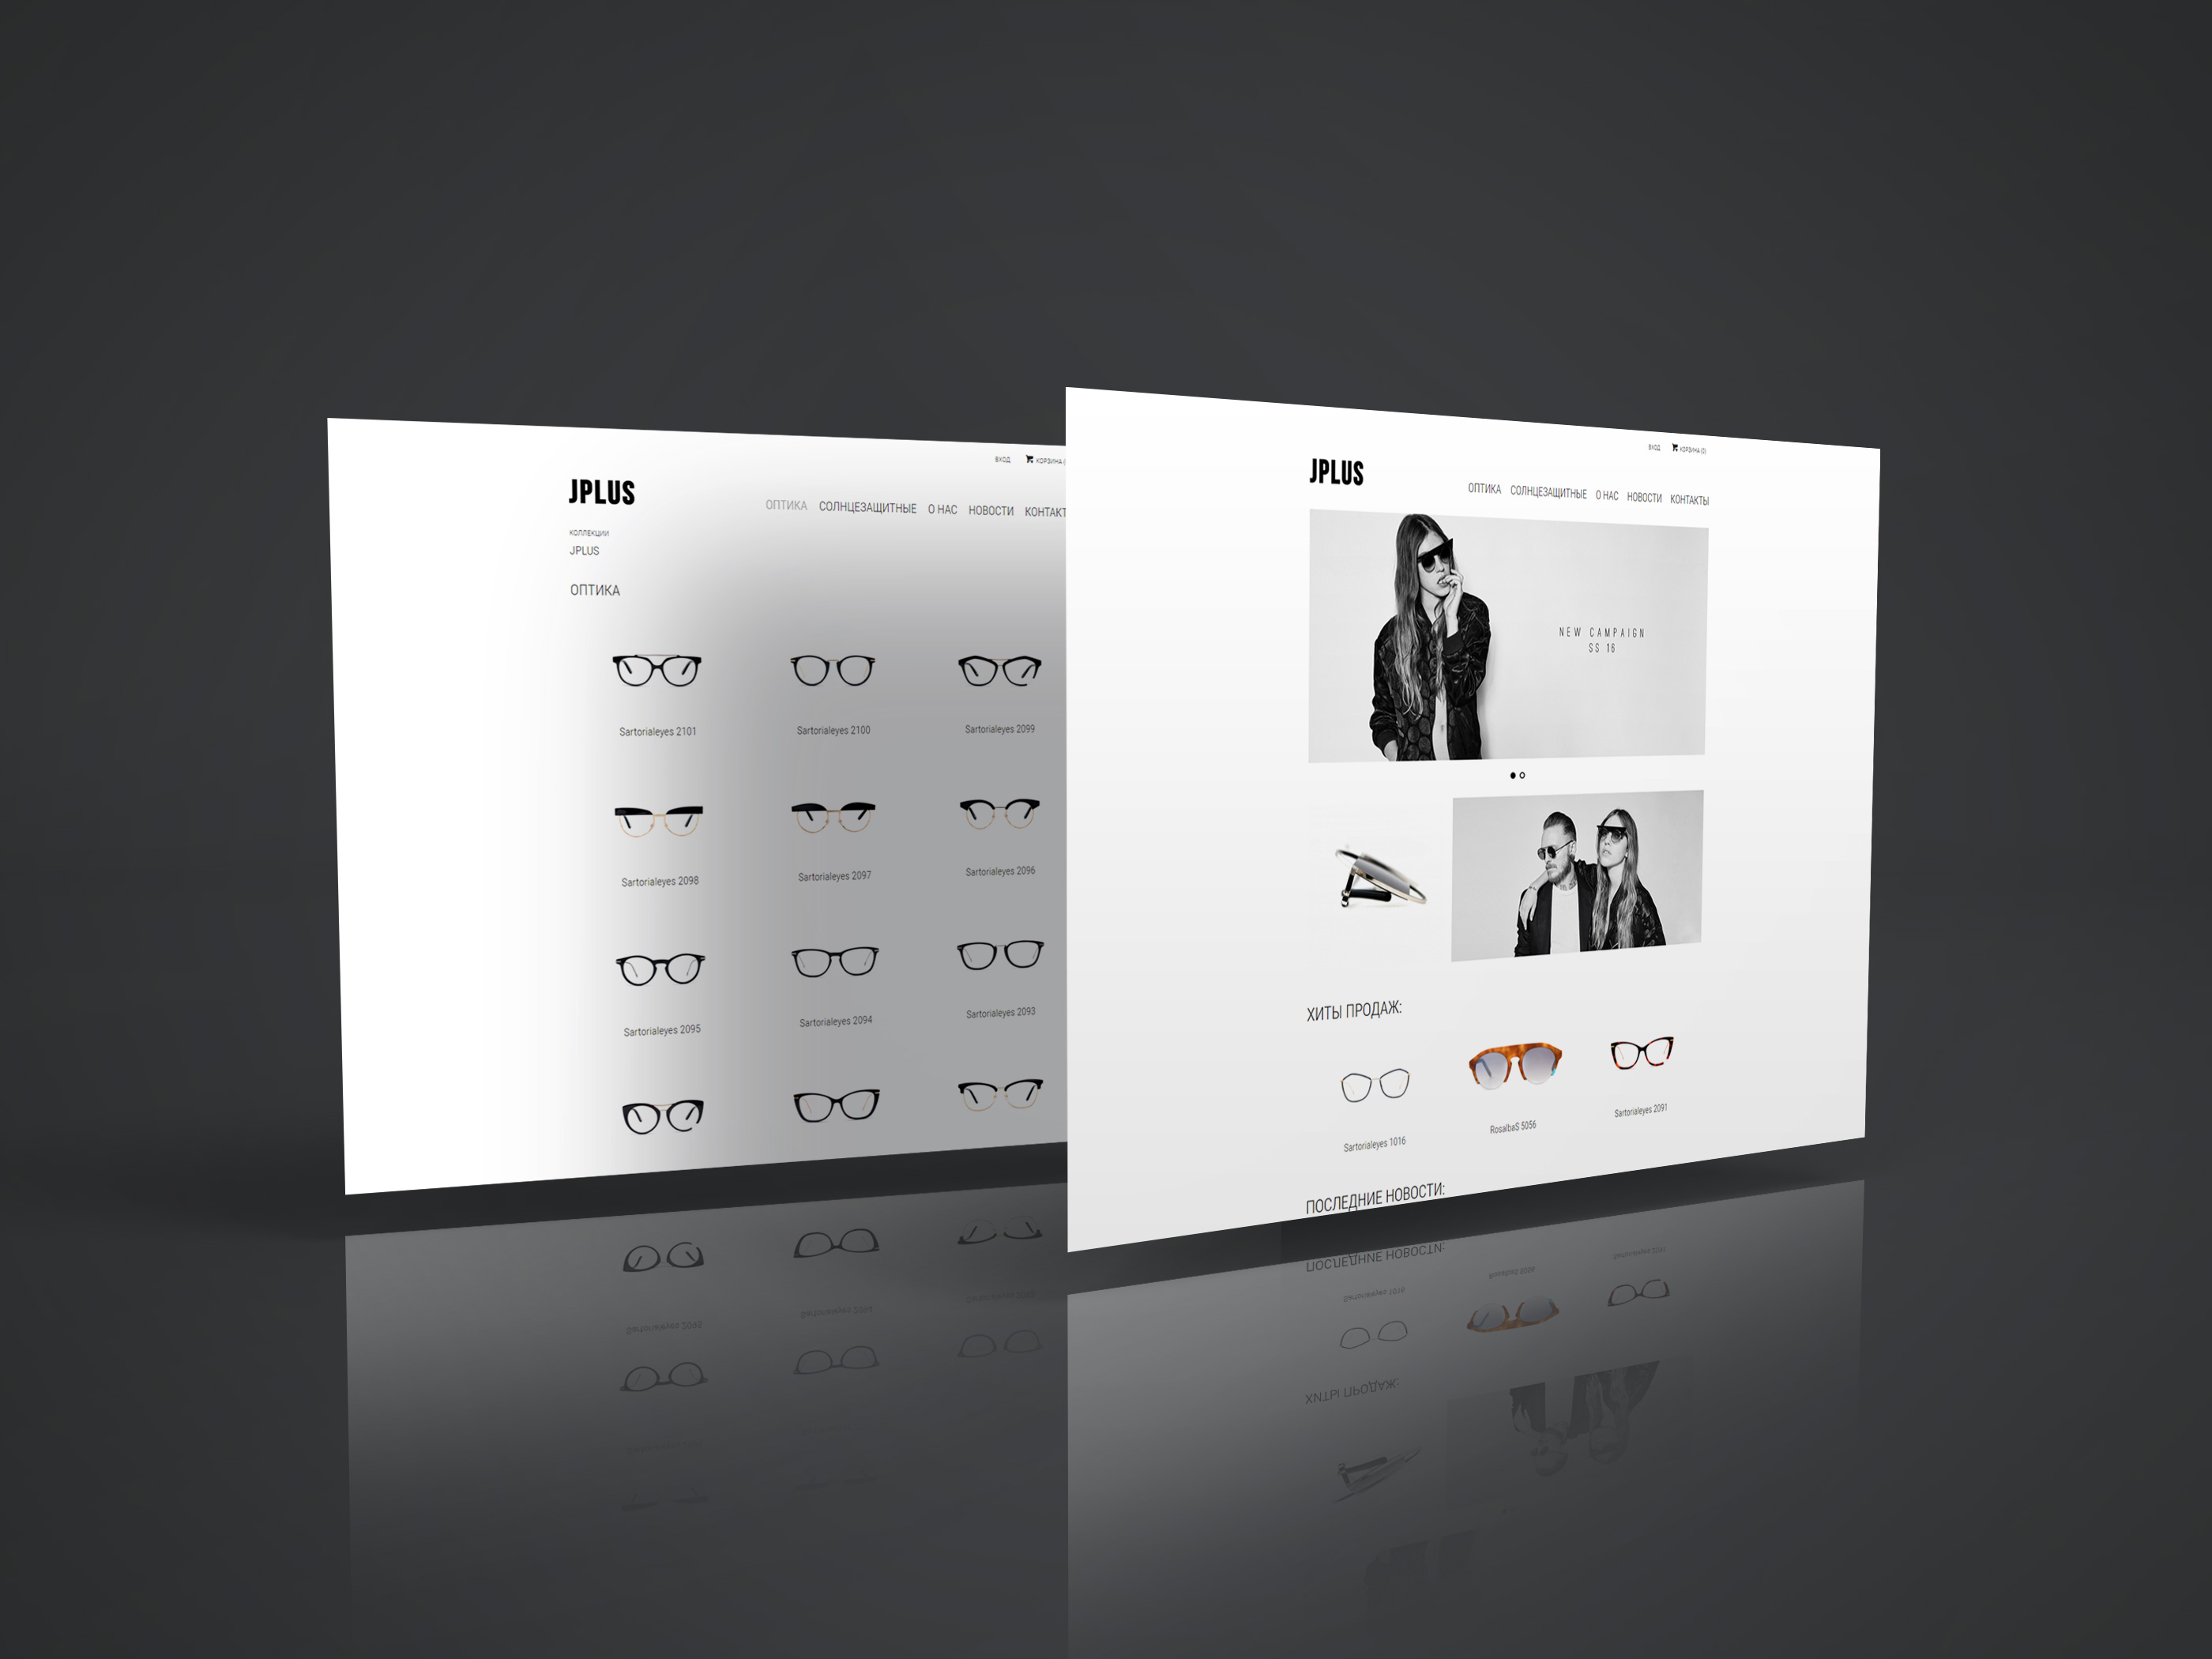 ВХОД КОРЗИНА (
JPLUS
ОПТИКА СОЛНЦЕЗАЩИТНЫЕ О НАС НОВОСТИ КОНТАКТ
КОЛЛЕКЦИИ
JPLUS
ОПТИКА
Sartorialeyes 2101 Sartorialeyes 2100 Sartorialeyes 2099
Sartorialeyes 2098 Sartorialeyes 2097 Sartorialeyes 2096
Sartorialeyes 2095 Sartorialeyes 2094 Sartorialeyes 2093
ВХОД КОРЗИНА (0)
JPLUS
ОПТИКА СОЛНЦЕЗАЩИТНЫЕ О НАС НОВОСТИ КОНТАКТЫ
NEW CAMPAIGN
SS 16
ХИТЫ ПРОДАЖ:
Sartorialeyes 1016 RosalbaS 5056 Sartorialeyes 2091
ПОСЛЕДНИЕ НОВОСТИ: